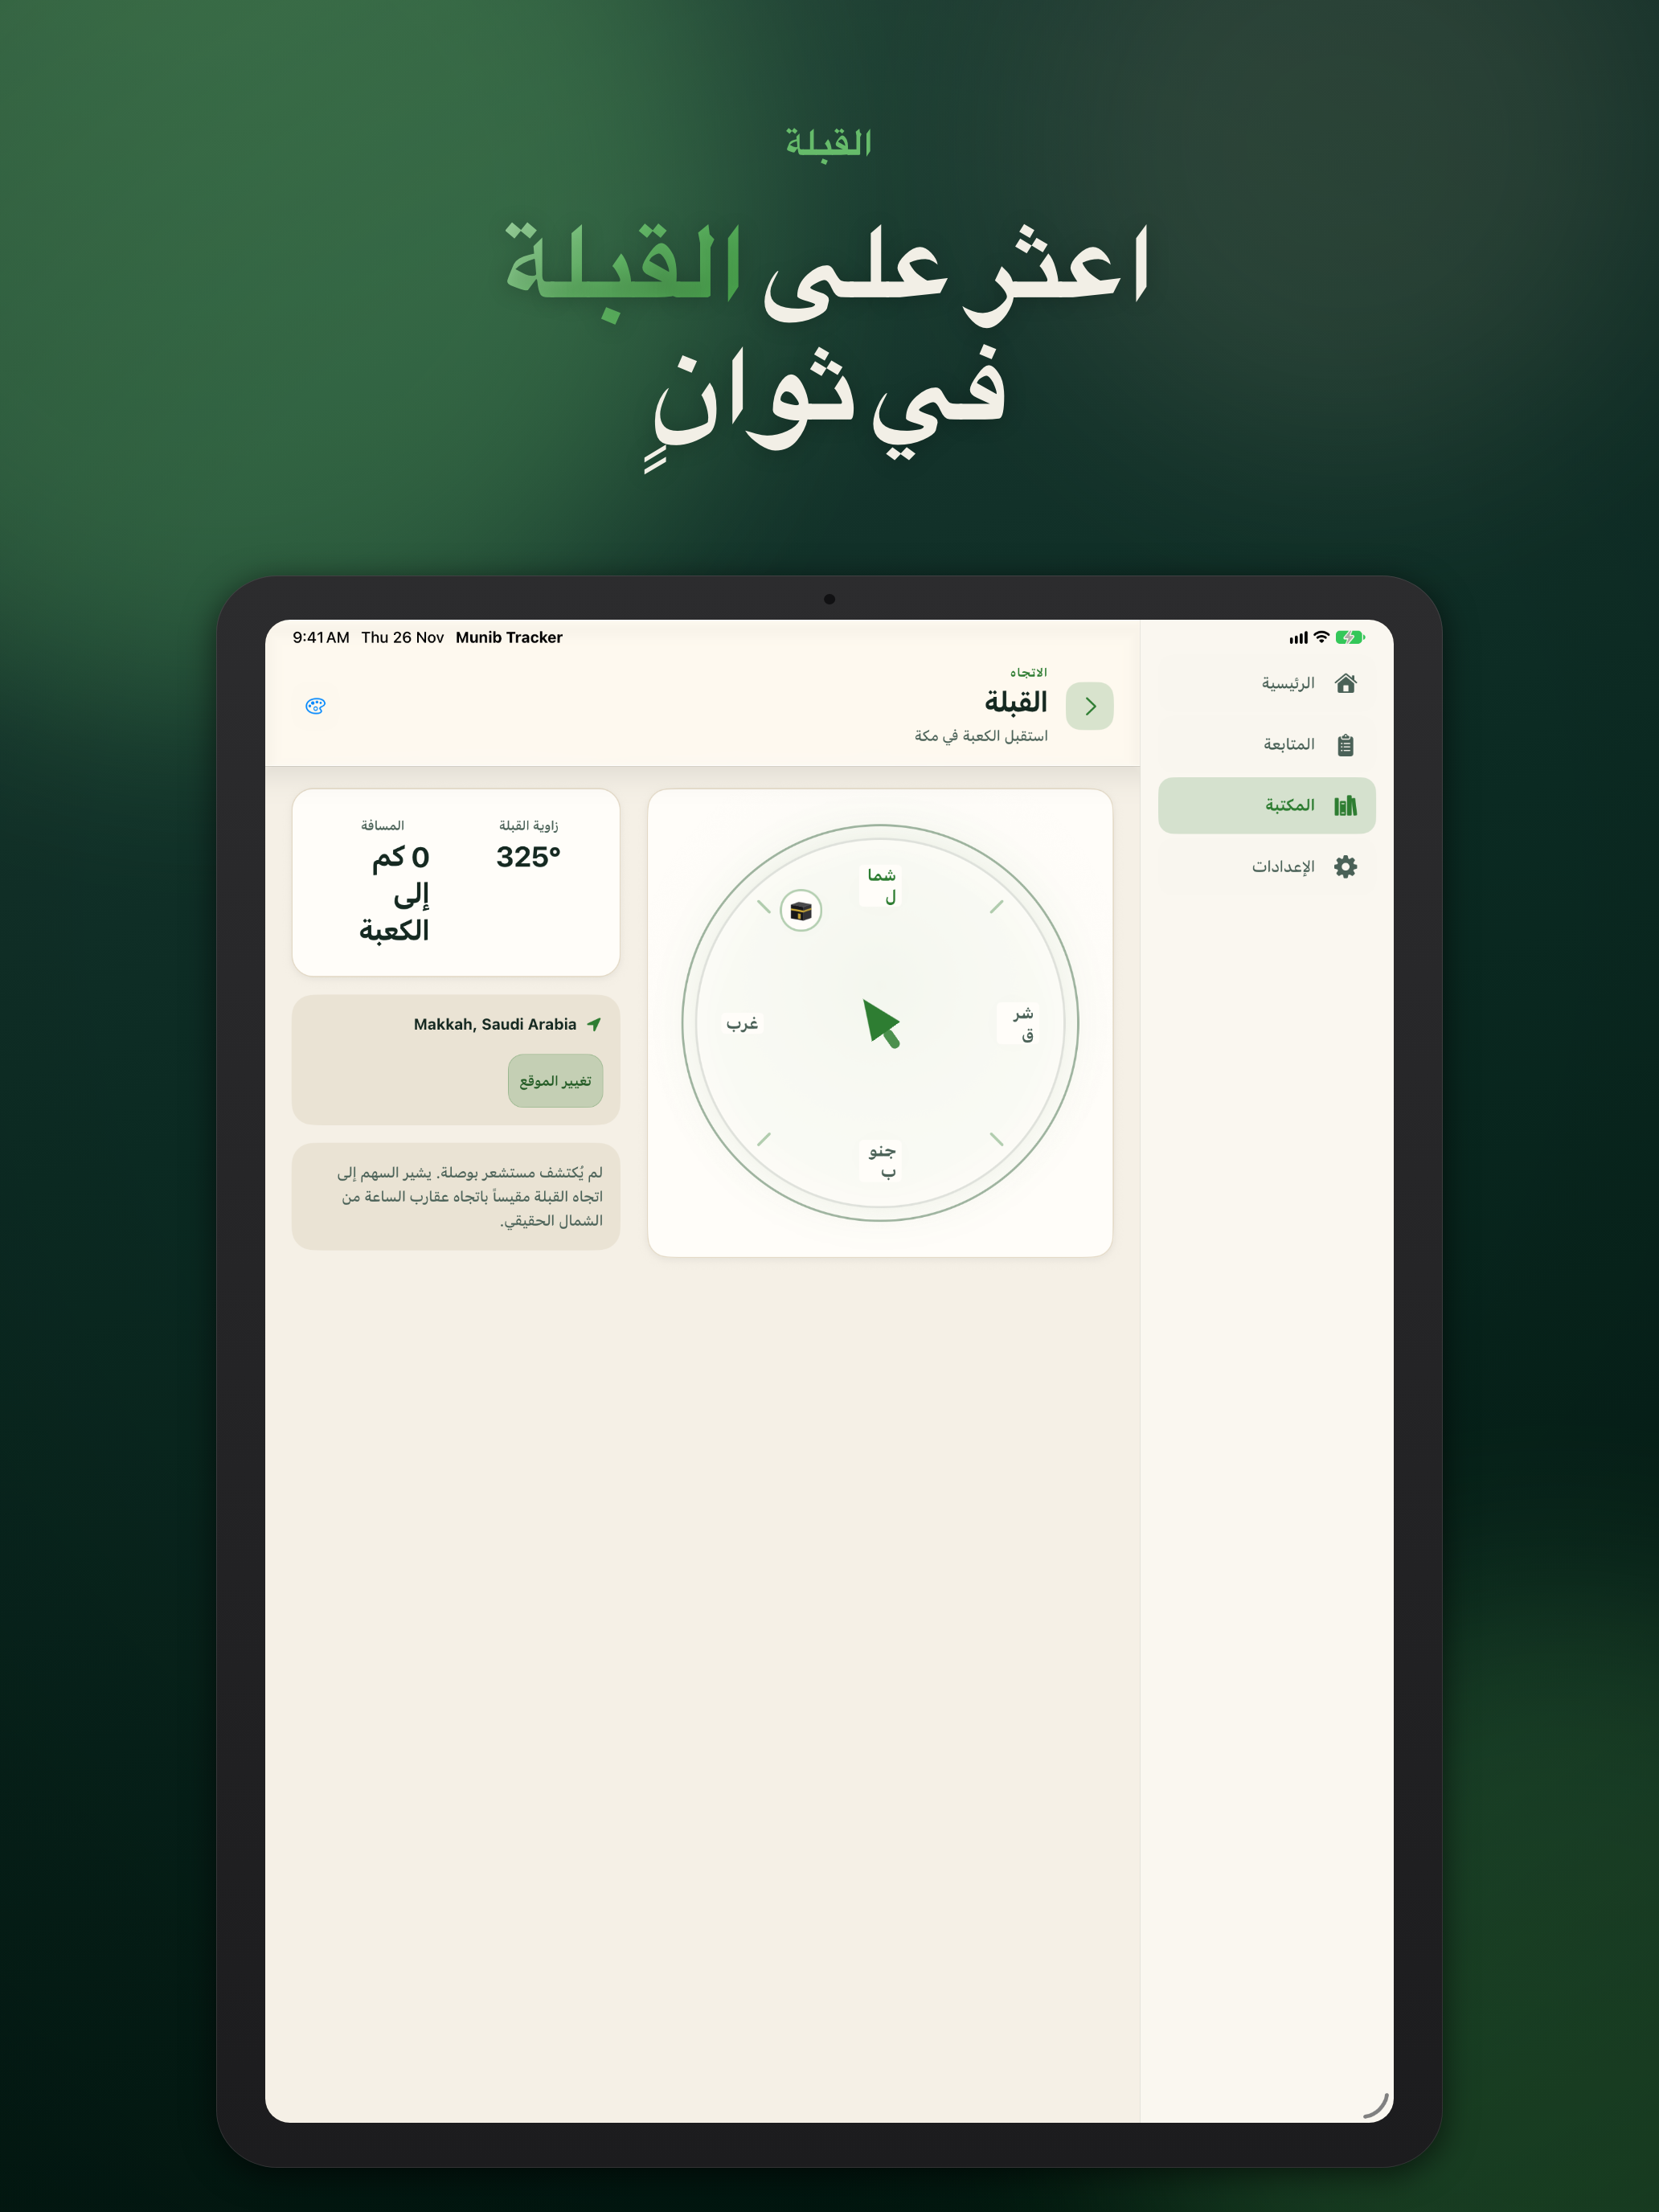 القبلة
اعثر على القبلة
في ثوانٍ
9:41 AM Thu 26 Nov Munib Tracker
الرئيسية
المتابعة
المكتبة
الإعدادات
الاتجاه
القبلة
استقبل الكعبة في مكة
شما
ل
شر
ق
غرب
جنو
ب
زاوية القبلة
325°
المسافة
0 كم
إلى
الكعبة
Makkah, Saudi Arabia
تغيير الموقع
لم يُكتشف مستشعر بوصلة. يشير السهم إلى
اتجاه القبلة مقيساً باتجاه عقارب الساعة من
الشمال الحقيقي.